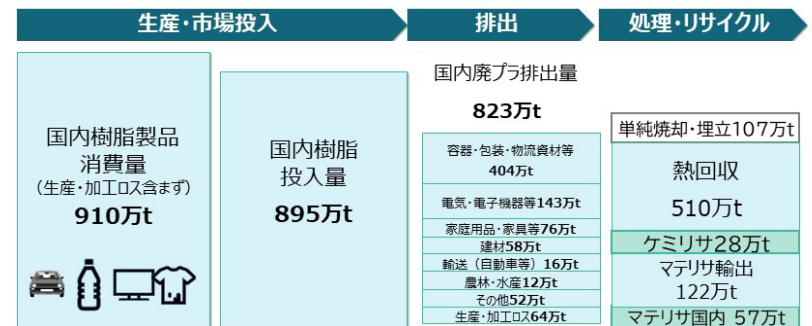 生産・市場投入
排出
処理・リサイクル
国内樹脂製品
消費量
（生産・加工ロス含まず）
910万t
国内樹脂
投入量
895万t
国内廃プラ排出量
823万t
容器・包装・物流資材等
404万t
電気・電子機器等143万t
家庭用品・家具等76万t
建材58万t
輸送（自動車等）16万t
農林・水産12万t
その他52万t
生産・加工ロス64万t
単純焼却・埋立107万t
熱回収
510万t
ケミリサ28万t
マテリサ輸出
122万t
マテリサ国内 57万t